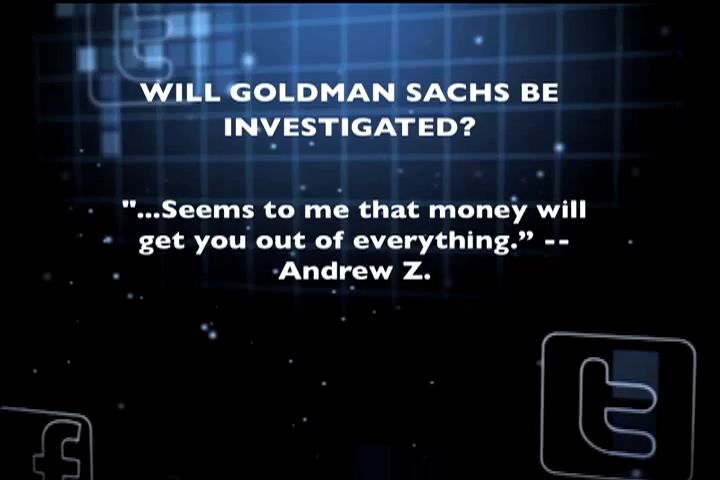 WILL GOLDMAN SACHS BE
INVESTIGATED?
"...Seems to me that money will
get you out of everything.” --
Andrew Z.